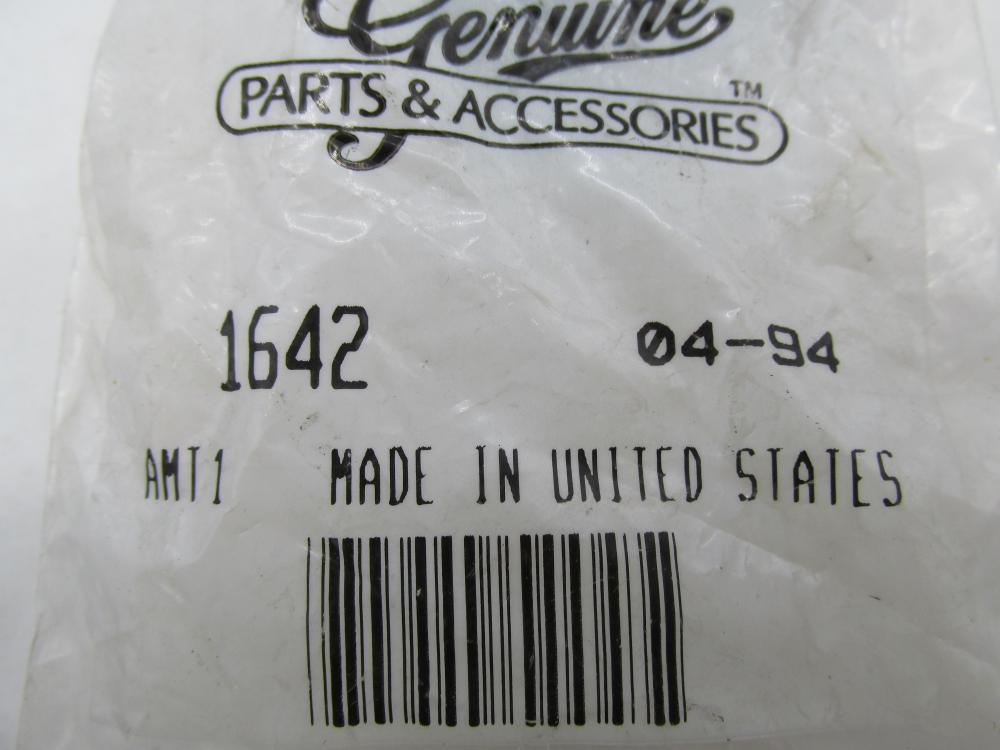 Genuine
PARTS & ACCESSORIES™
1642 04-94
AMT1 MADE IN UNITED STATES